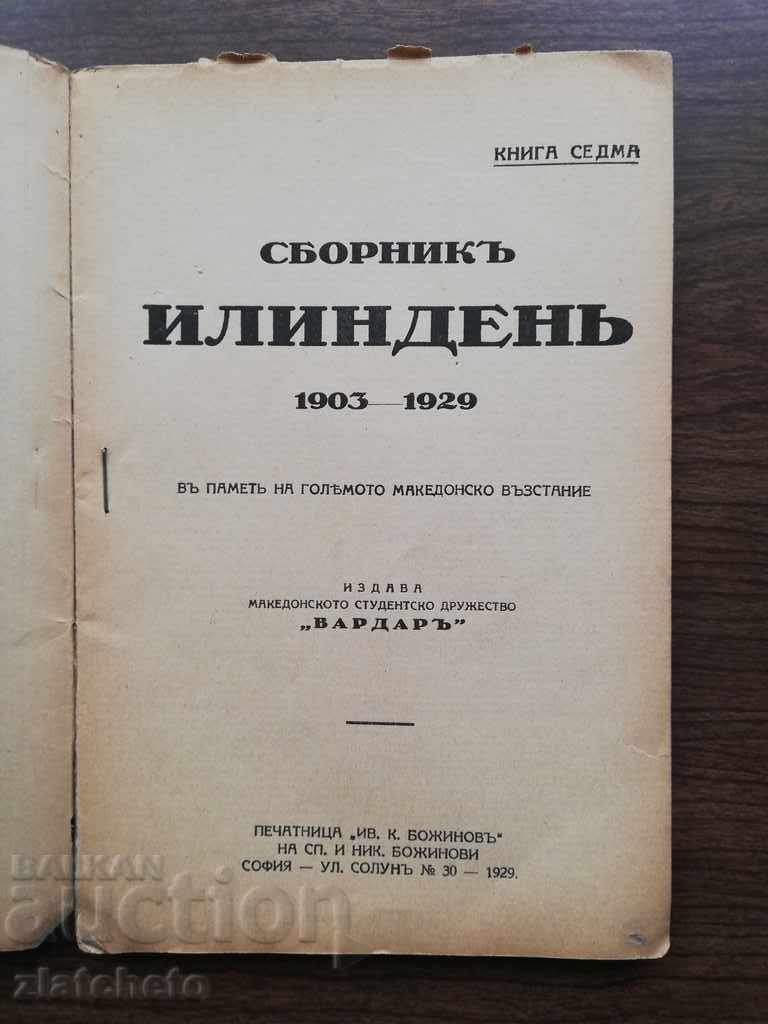 КНИГА СЕДМА
СБОРНИКЪ
ИЛИНДЕНЬ
1903—1929
ВЪ ПАМЕТЬ НА ГОЛѢМОТО МАКЕДОНСКО ВЪЗСТАНИЕ
ИЗДАВА
МАКЕДОНСКОТО СТУДЕНТСКО ДРУЖЕСТВО
„ВАРДАРЪ"
ПЕЧАТНИЦА „ИВ. К. БОЖИНОВЪ"
НА СП. И НИК. БОЖИНОВИ
СОФИЯ — УЛ. СОЛУНЪ № 30 — 1929.
BALKAN
auction
zlatcheto